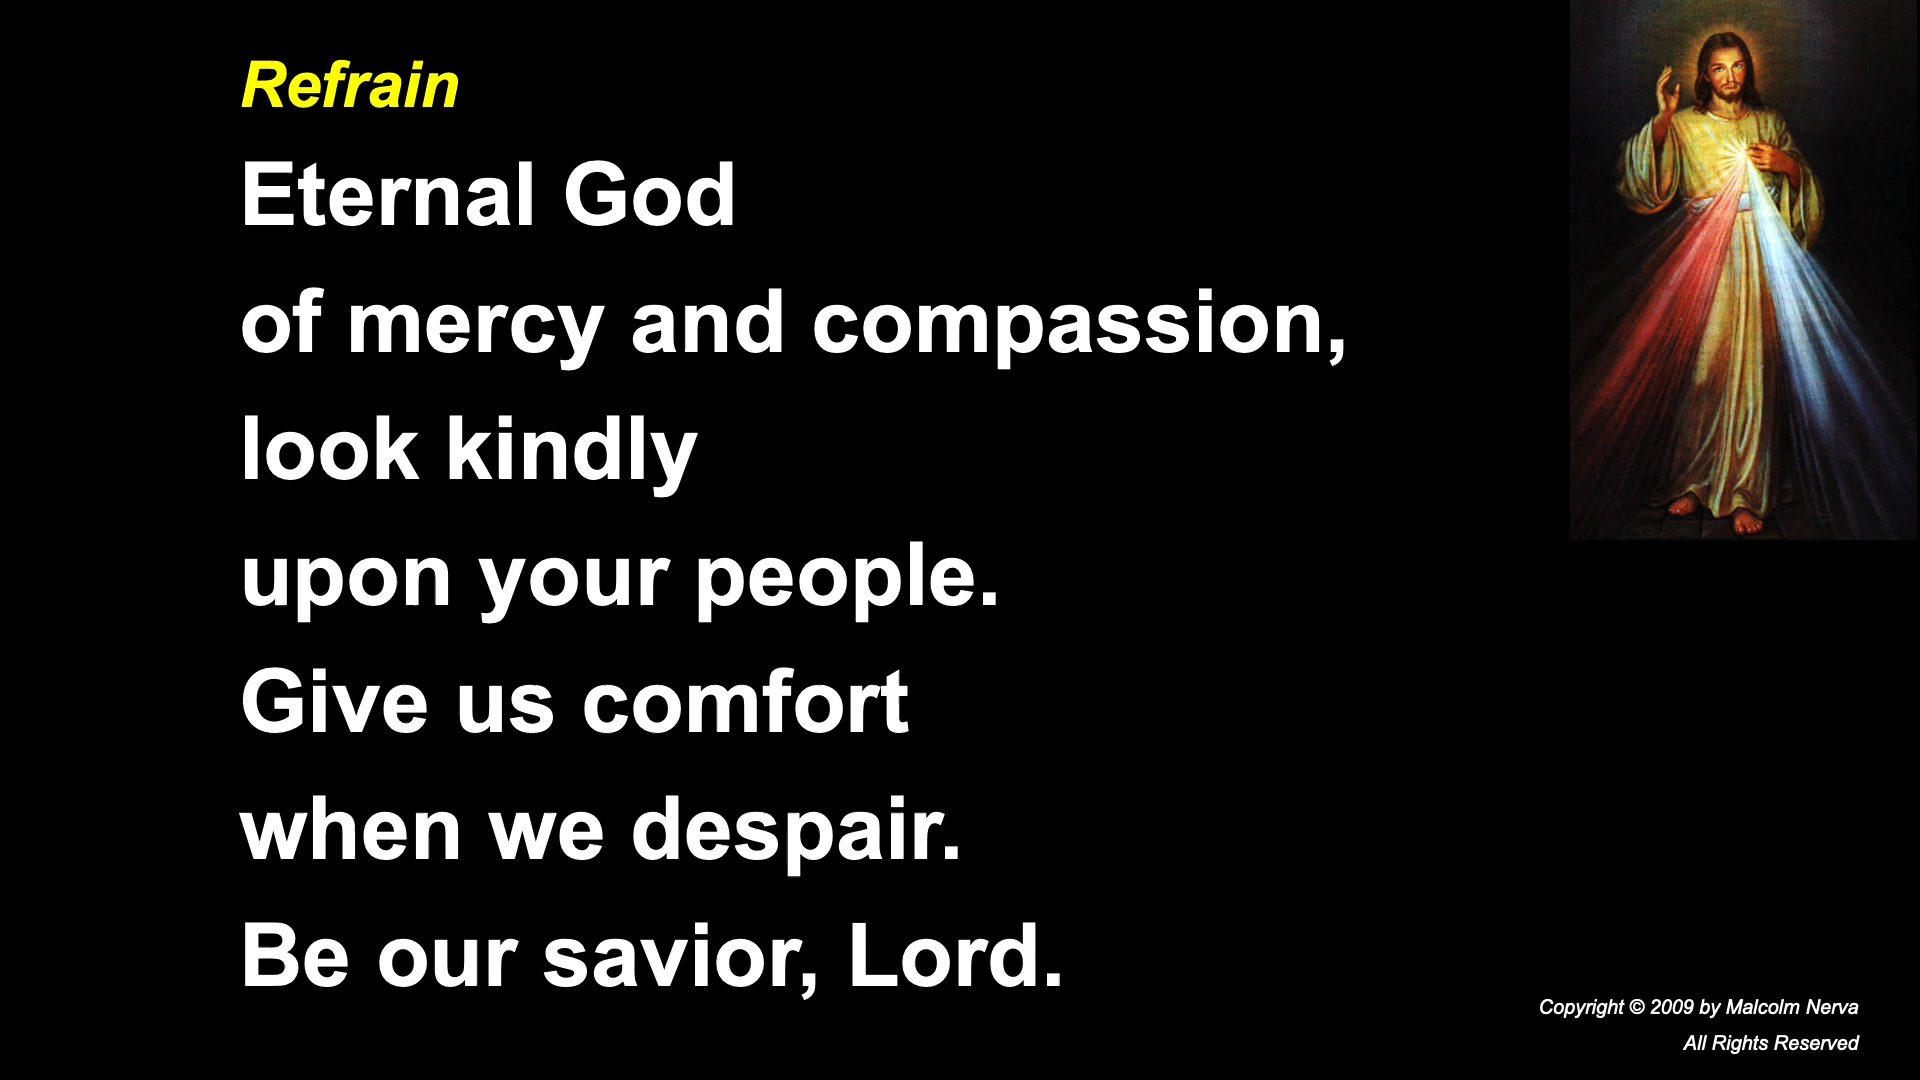 Refrain
Eternal God
of mercy and compassion,
look kindly
upon your people.
Give us comfort
when we despair.
Be our savior, Lord.
Copyright © 2009 by Malcolm Nerva
All Rights Reserved